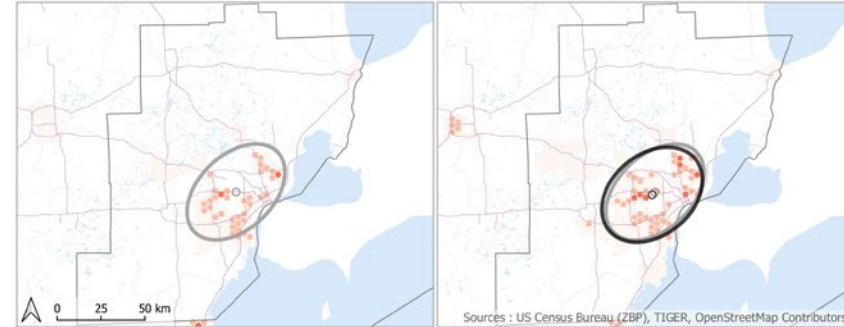 0 25 50 km
Sources : US Census Bureau (ZBP), TIGER, OpenStreetMap Contributors